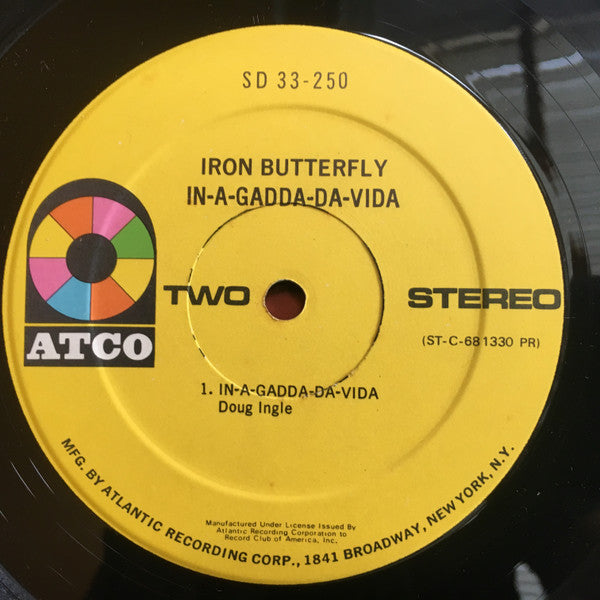 SD 33-250
IRON BUTTERFLY
IN-A-GADDA-DA-VIDA
ATCO
TWO
STEREO
(ST-C-681330 PR)
1. IN-A-GADDA-DA-VIDA
Doug Ingle
Manufactured Under License Issued By
Atlantic Recording Corporation to
Record Club of America, Inc.
MFG. BY ATLANTIC RECORDING CORP., 1841 BROADWAY, NEW YORK, N.Y.